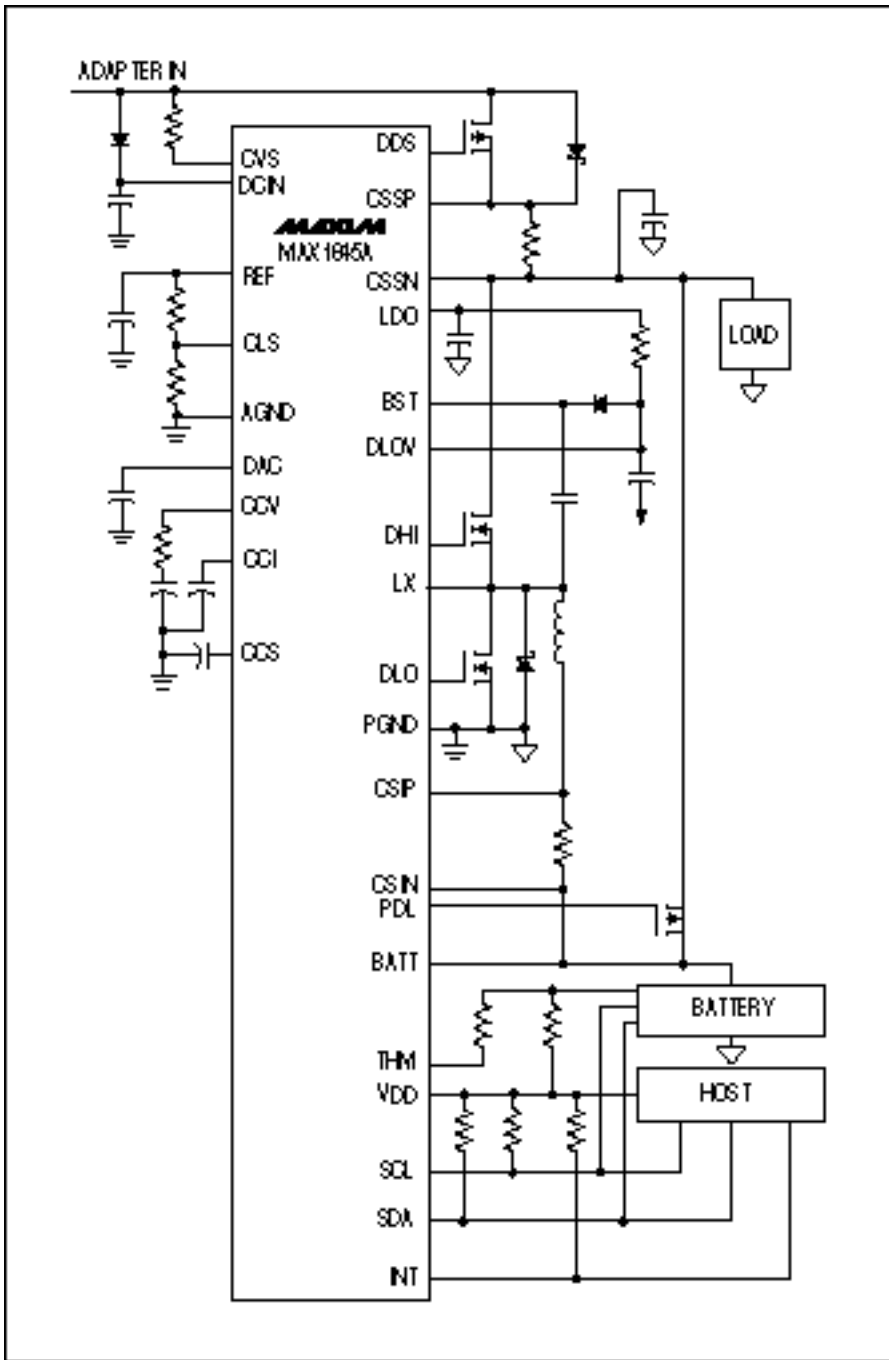 ADAPTER IN
CVS
DCIN
REF
CLS
AGND
DAC
CCV
CCI
CCS
MAXIM
MAX1645A
DDS
CSSP
CSSN
LDO
BST
DLOV
DHI
LX
DLO
PGND
CSIP
CSIN
PDL
BATT
THM
VDD
SCL
SDA
INT
LOAD
BATTERY
HOST